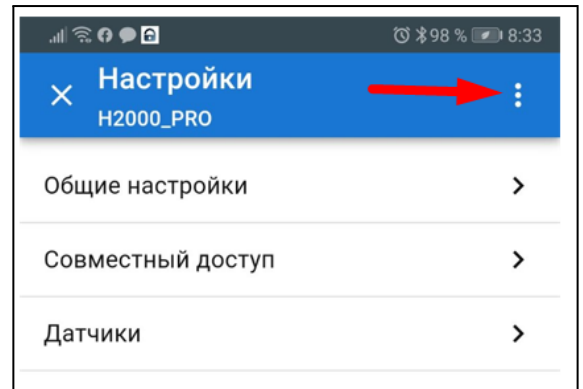 98 % 8:33
Настройки
H2000_PRO
Общие настройки
Совместный доступ
Датчики